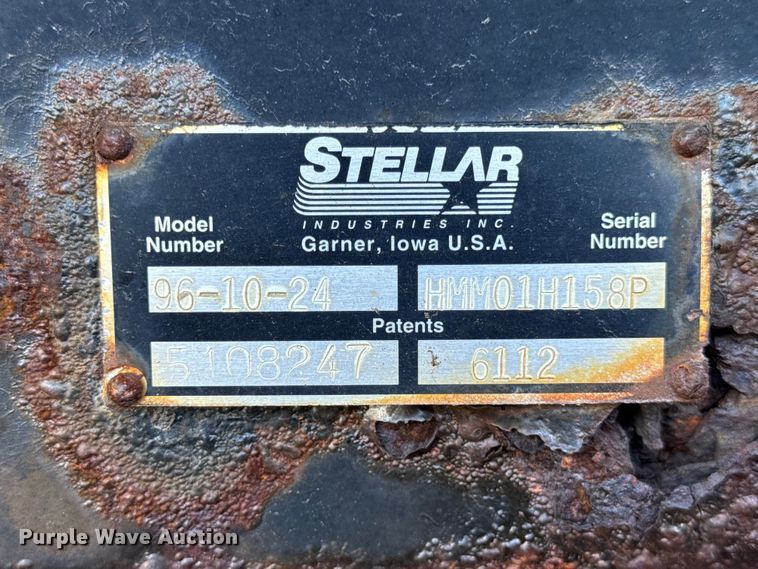 STELLAR
INDUSTRIES INC.
Garner, Iowa U.S.A.
Model Number
Serial Number
96-10-24
HMM01H158P
Patents
5108247
6112
Purple Wave Auction